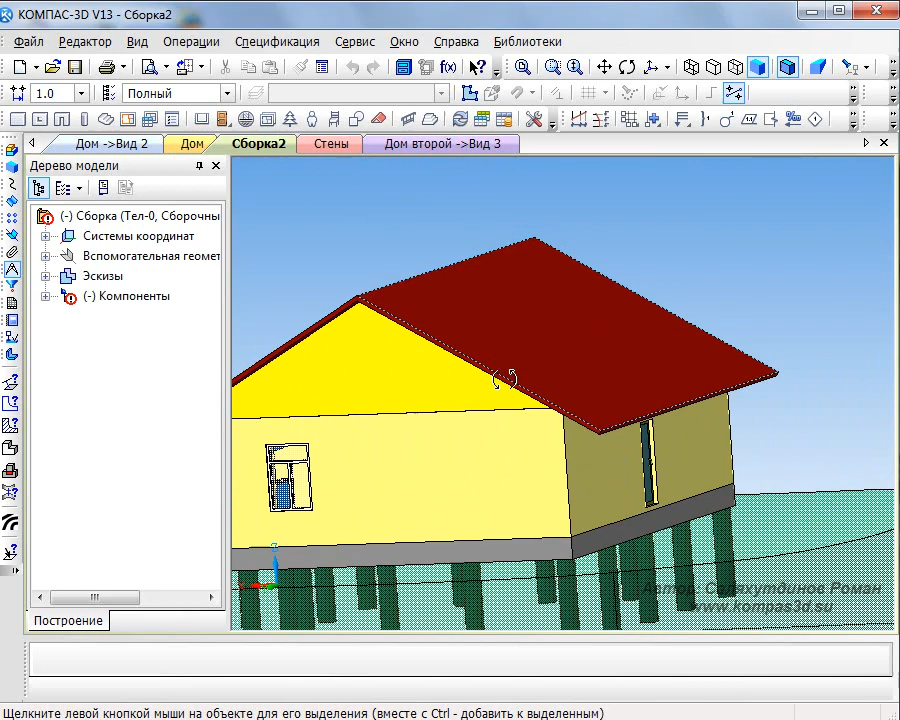 КОМПАС-3D V13 - Сборка2
Файл Редактор Вид Операции Спецификация Сервис Окно Справка Библиотеки
f(x)
1.0 Полный
Дом ->Вид 2 Дом Сборка2 Стены Дом второй ->Вид 3
Дерево модели
(-) Сборка (Тел-0, Сборочны
Системы координат
Вспомогательная геомет
Эскизы
(-) Компоненты
Z
Построение
www.kompas3d.su
Щелкните левой кнопкой мыши на объекте для его выделения (вместе с Ctrl - добавить к выделенным)